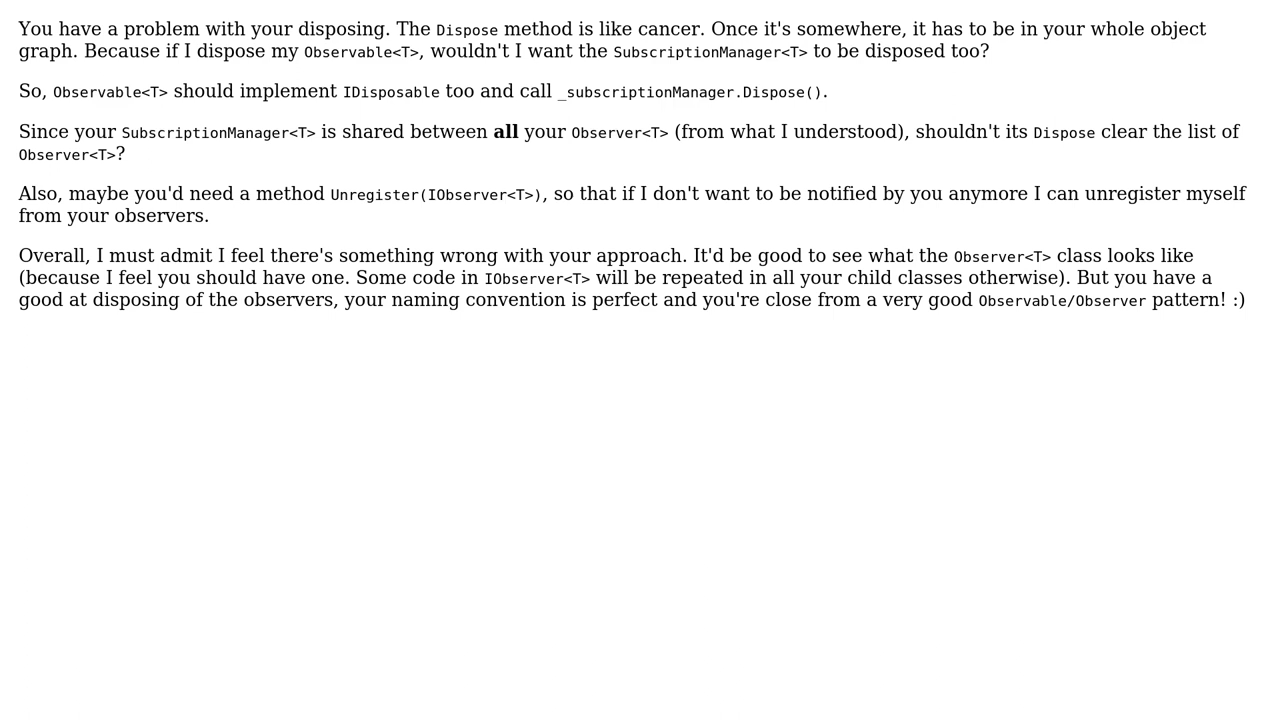 You have a problem with your disposing. The Dispose method is like cancer. Once it's somewhere, it has to be in your whole object
graph. Because if I dispose my Observable<T>, wouldn't I want the SubscriptionManager<T> to be disposed too?
So, Observable<T> should implement IDisposable too and call _subscriptionManager.Dispose().
Since your SubscriptionManager<T> is shared between all your Observer<T> (from what I understood), shouldn't its Dispose clear the list of
Observer<T>?
Also, maybe you'd need a method Unregister(IObserver<T>), so that if I don't want to be notified by you anymore I can unregister myself
from your observers.
Overall, I must admit I feel there's something wrong with your approach. It'd be good to see what the Observer<T> class looks like
(because I feel you should have one. Some code in IObserver<T> will be repeated in all your child classes otherwise). But you have a
good at disposing of the observers, your naming convention is perfect and you're close from a very good Observable/Observer pattern! :)